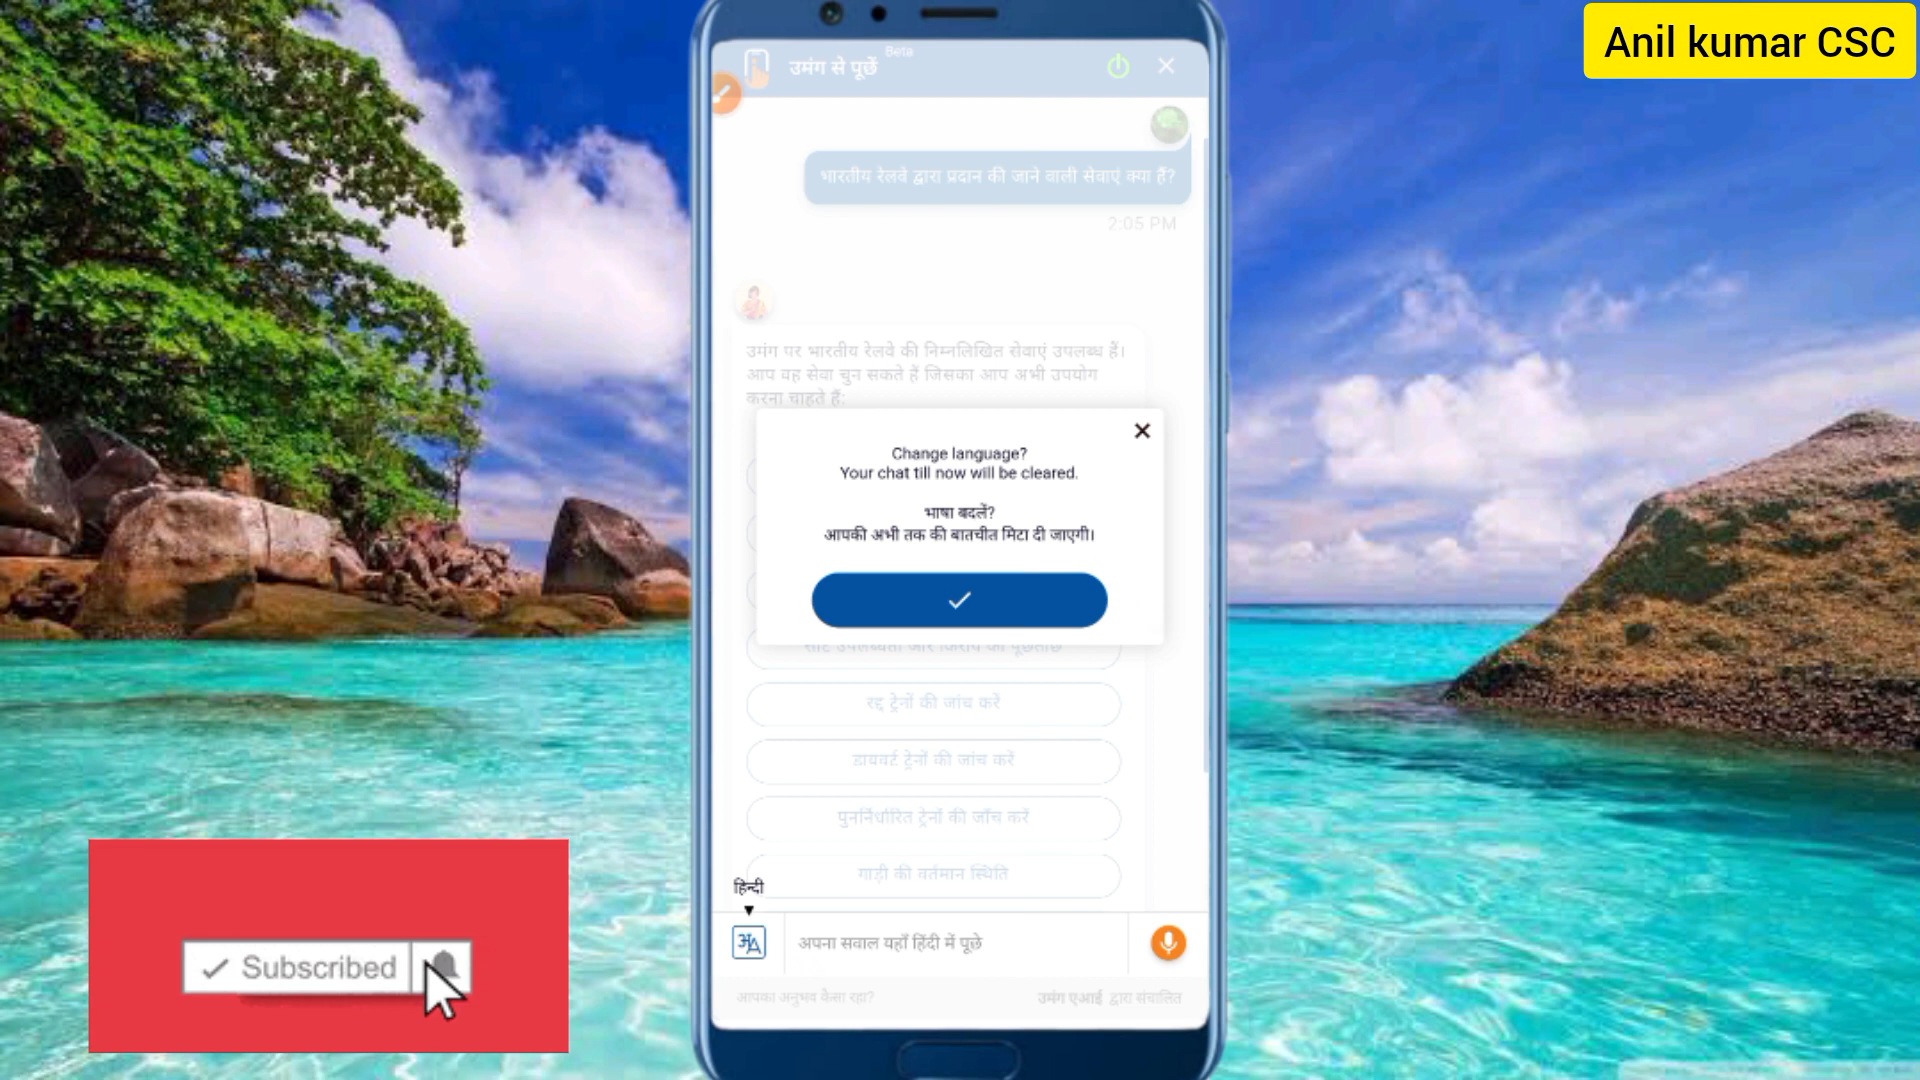 Anil kumar CSC
उमंग से पूछें
Beta
भारतीय रेलवे द्वारा प्रदान की जाने वाली सेवाएं क्या हैं?
2:05 PM
उमंग पर भारतीय रेलवे की निम्नलिखित सेवाएं उपलब्ध हैं।
आप वह सेवा चुन सकते हैं जिसका आप अभी उपयोग
करना चाहते हैं:
Change language?
Your chat till now will be cleared.
भाषा बदलें?
आपकी अभी तक की बातचीत मिटा दी जाएगी।
रद्द ट्रेनों की जांच करें
डायवर्ट ट्रेनों की जांच करें
पुनर्निर्धारित ट्रेनों की जाँच करें
गाड़ी की वर्तमान स्थिति
हिन्दी
अ A
अपना सवाल यहाँ हिंदी में पूछे
आपका अनुभव कैसा रहा?
उमंग एआई द्वारा संचालित
Subscribed